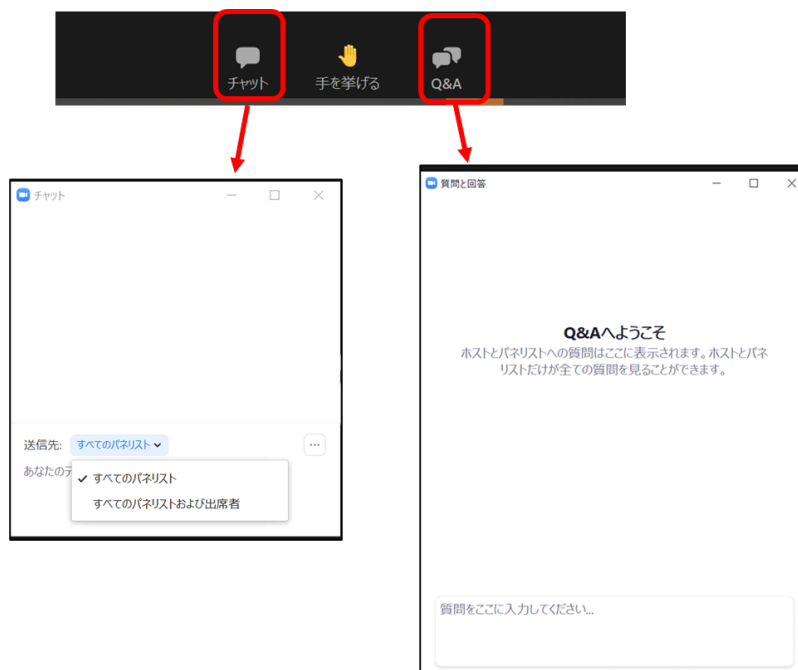 チャット
手を挙げる
Q&A
チャット
送信先:
すべてのパネリスト
あなたのテ
すべてのパネリスト
すべてのパネリストおよび出席者
質問と回答
Q&Aへようこそ
ホストとパネリストへの質問はここに表示されます。ホストとパネ
リストだけが全ての質問を見ることができます。
質問をここに入力してください...